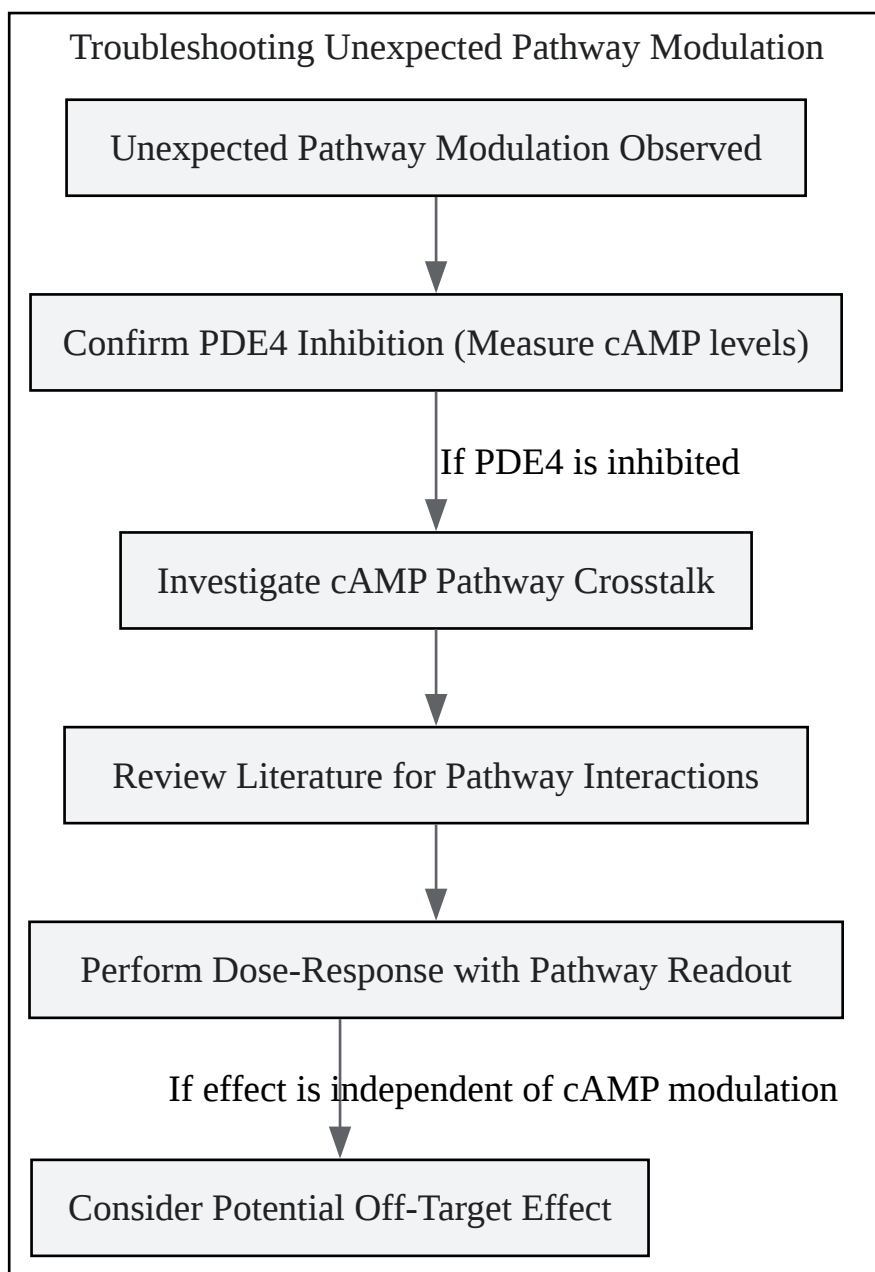 Troubleshooting Unexpected Pathway Modulation
Unexpected Pathway Modulation Observed
Confirm PDE4 Inhibition (Measure cAMP levels)
If PDE4 is inhibited
Investigate cAMP Pathway Crosstalk
Review Literature for Pathway Interactions
Perform Dose-Response with Pathway Readout
If effect is independent of cAMP modulation
Consider Potential Off-Target Effect